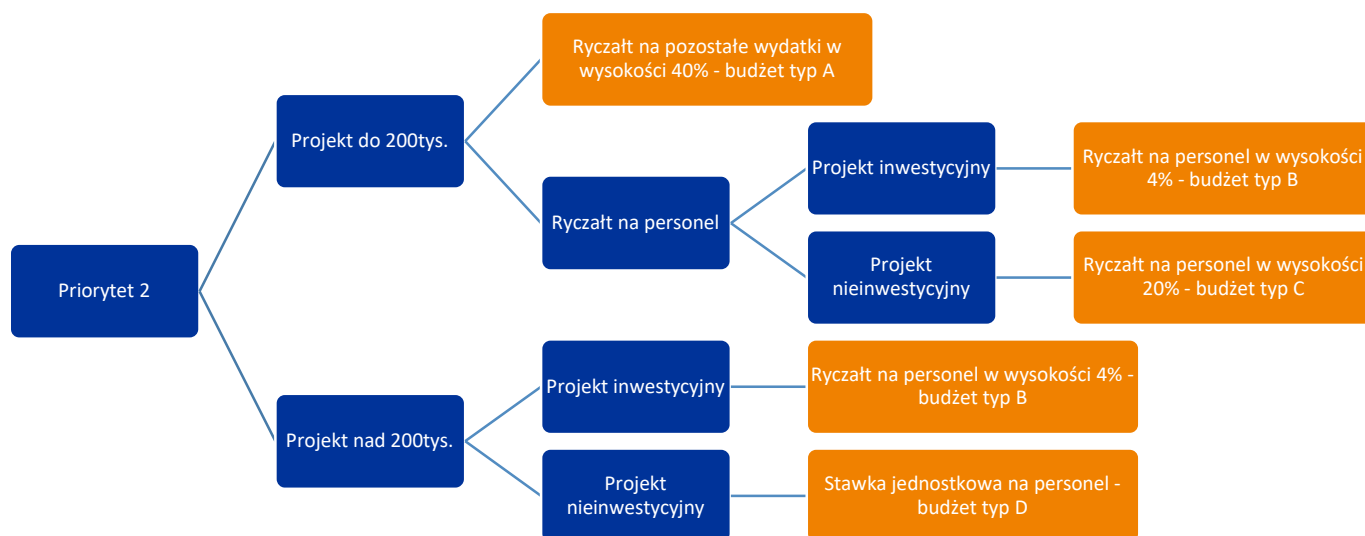 Priorytet 2
Projekt do 200tys.
Ryczałt na pozostałe wydatki w
wysokości 40% - budżet typ A
Ryczałt na personel
Projekt inwestycyjny
Ryczałt na personel w wysokości
4% - budżet typ B
Projekt
nieinwestycyjny
Ryczałt na personel w wysokości
20% - budżet typ C
Projekt nad 200tys.
Projekt inwestycyjny
Ryczałt na personel w wysokości 4% -
budżet typ B
Projekt
nieinwestycyjny
Stawka jednostkowa na personel -
budżet typ D